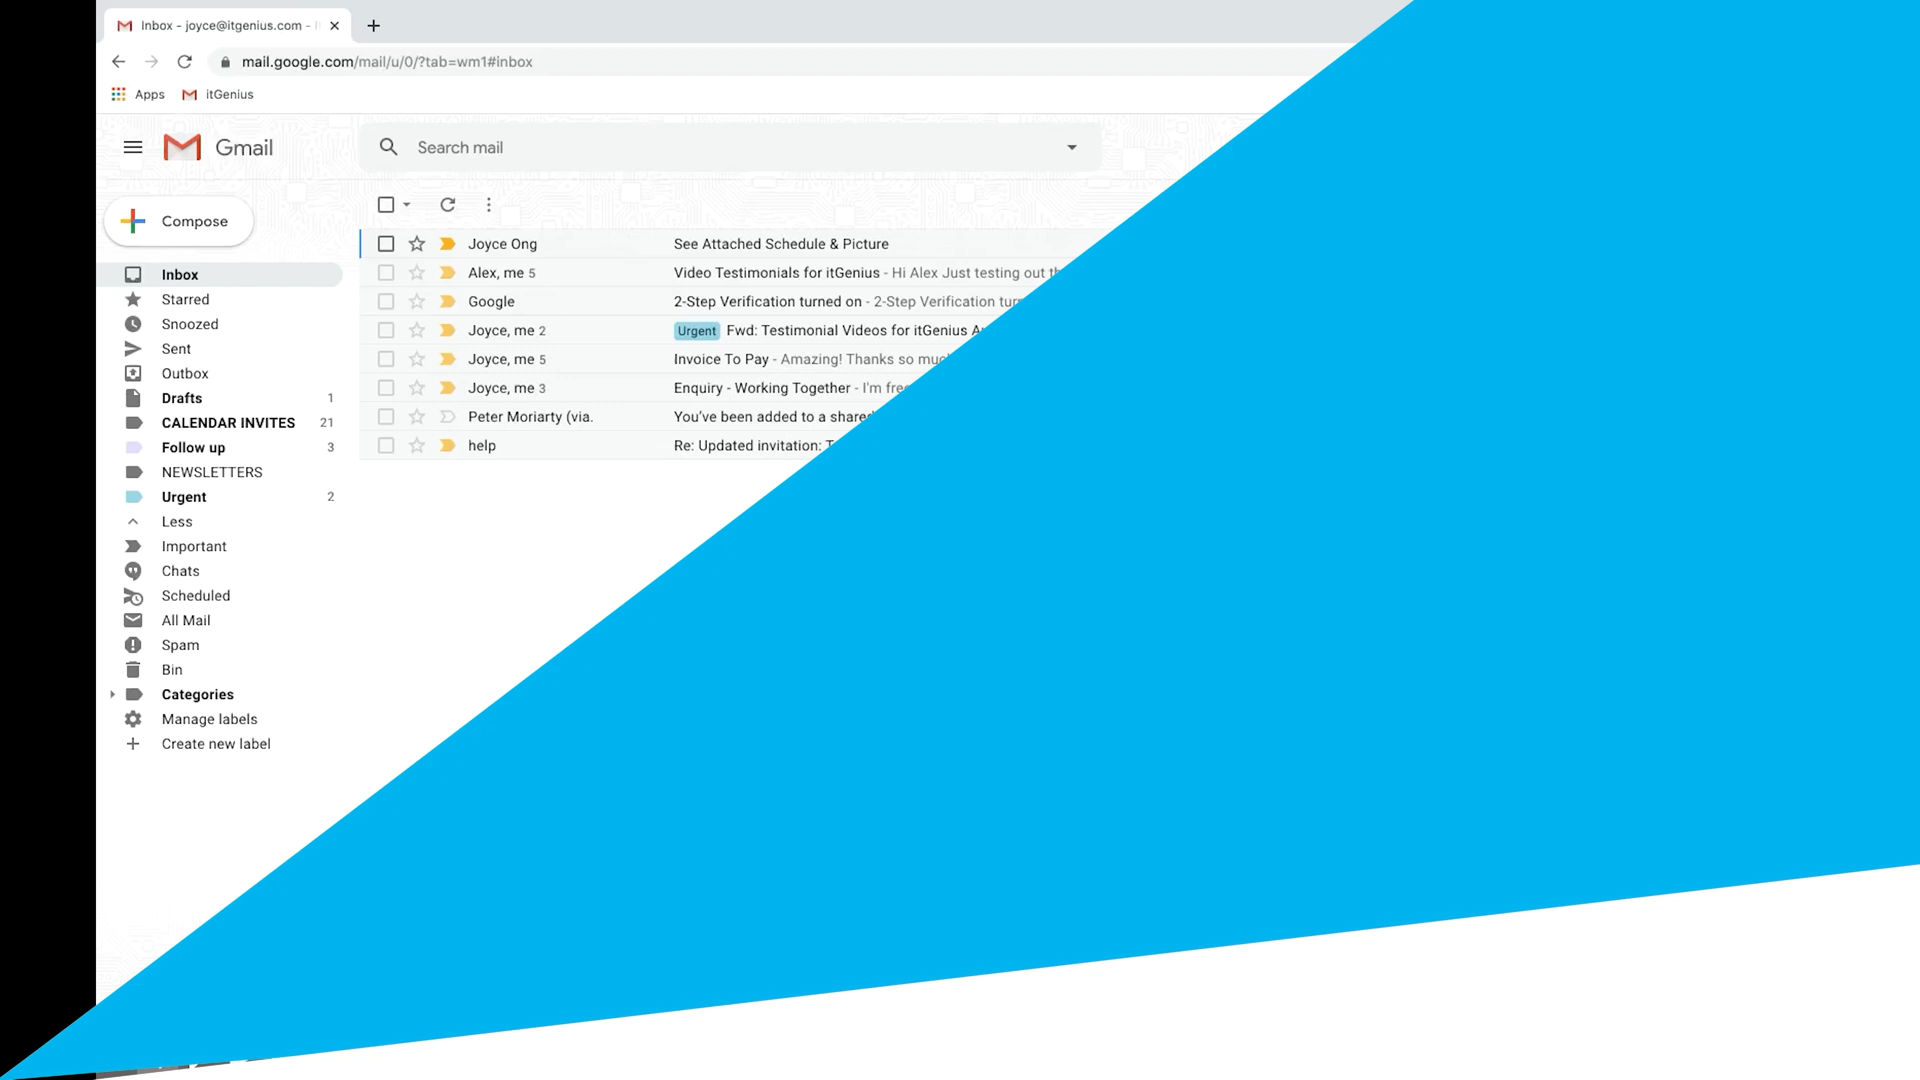 Inbox - joyce@itgenius.com -
mail.google.com/mail/u/0/?tab=wm1#inbox
Apps itGenius
Gmail
Search mail
Compose
Inbox
Starred
Snoozed
Sent
Outbox
Drafts 1
CALENDAR INVITES 21
Follow up 3
NEWSLETTERS
Urgent 2
Less
Important
Chats
Scheduled
All Mail
Spam
Bin
Categories
Manage labels
Create new label
Joyce Ong See Attached Schedule & Picture
Alex, me 5 Video Testimonials for itGenius - Hi Alex Just testing out
Google 2-Step Verification turned on - 2-Step Verification
Joyce, me 2 Urgent Fwd: Testimonial Videos for itGenius
Joyce, me 5 Invoice To Pay - Amazing! Thanks so
Joyce, me 3 Enquiry - Working Together - I'm
Peter Moriarty (via. You've been added to a shared
help Re: Updated invitation: